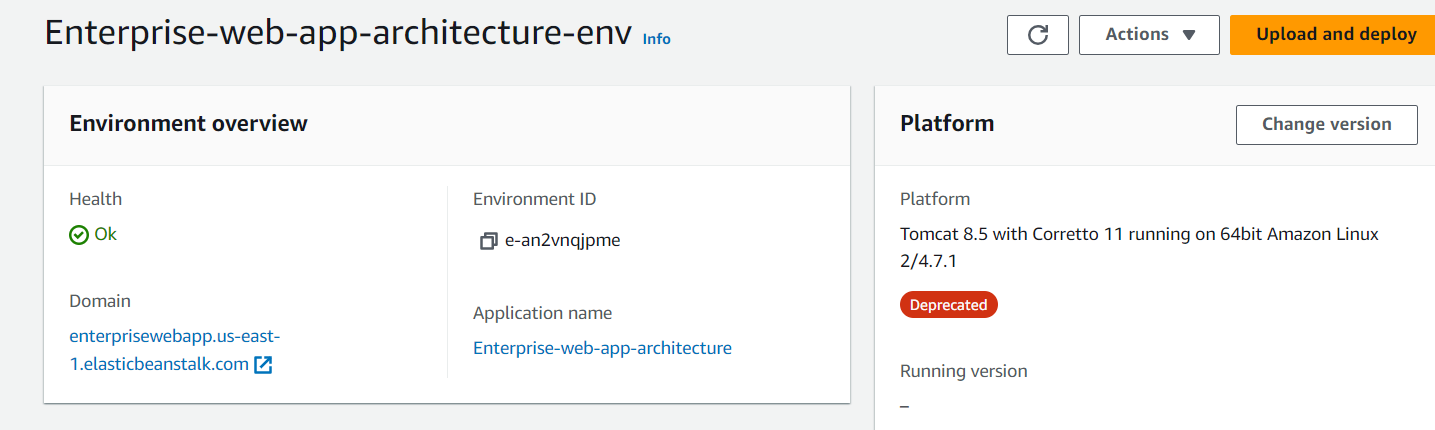 Enterprise-web-app-architecture-env Info
Actions
Upload and deploy
Environment overview
Health
Ok
Domain
enterprisewebapp.us-east-
1.elasticbeanstalk.com
Environment ID
e-an2vnqjpme
Application name
Enterprise-web-app-architecture
Platform
Change version
Platform
Tomcat 8.5 with Corretto 11 running on 64bit Amazon Linux
2/4.7.1
Deprecated
Running version
–